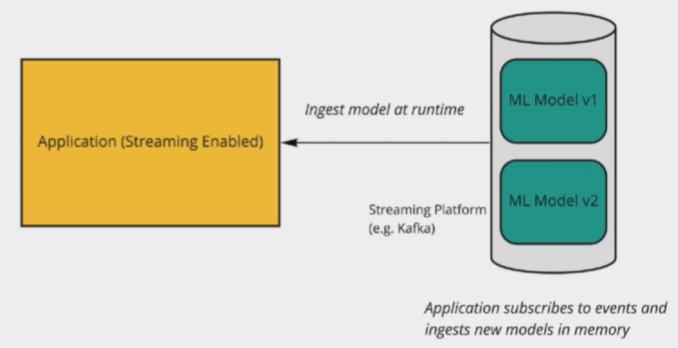 ML Model v1
Ingest model at runtime
Application (Streaming Enabled)
ML Model v2
Streaming Platform
(e.g. Kafka)
Application subscribes to events and
ingests new models in memory